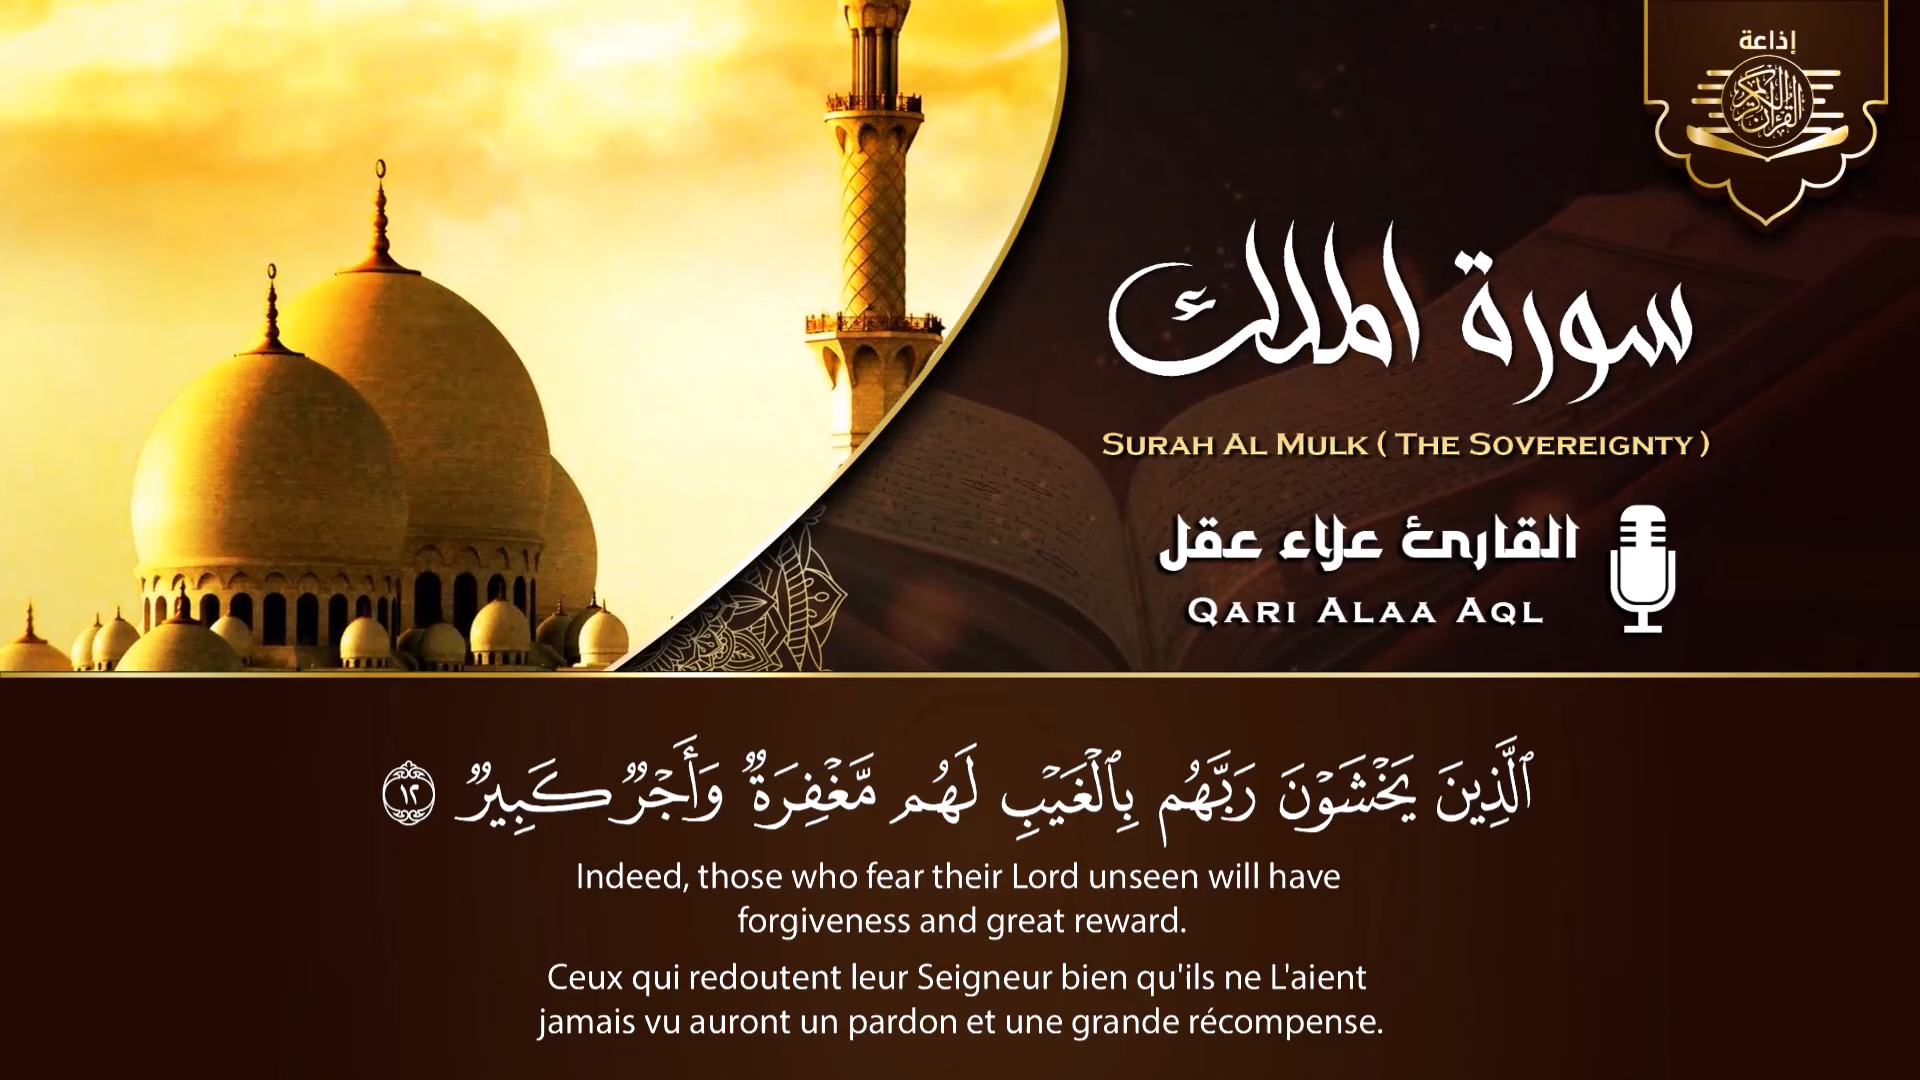 إذاعة
القرآن الكريم
سورة الملك
SURAH AL MULK ( THE SOVEREIGNTY )
القارئ علاء عقل
QARI ALAA AQL
ٱلَّذِينَ يَخْشَوْنَ رَبَّهُم بِٱلْغَيْبِ لَهُم مَّغْفِرَةٌ وَأَجْرٌ كَبِيرٌ ١٢
Indeed, those who fear their Lord unseen will have
forgiveness and great reward.
Ceux qui redoutent leur Seigneur bien qu'ils ne L'aient
jamais vu auront un pardon et une grande récompense.